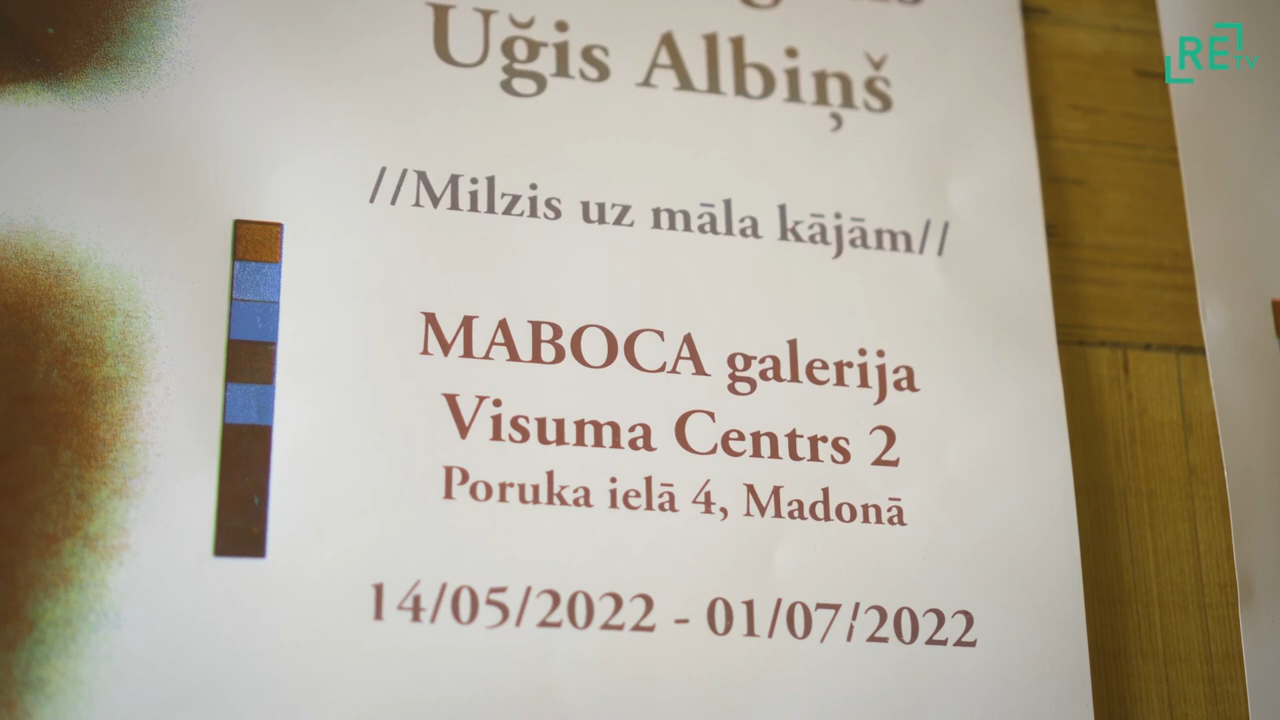 Uģis Albiņš
//Milzis uz māla kājām//
MABOCA galerija
Visuma Centrs 2
Poruka ielā 4, Madonā
14/05/2022 - 01/07/2022
RE TV